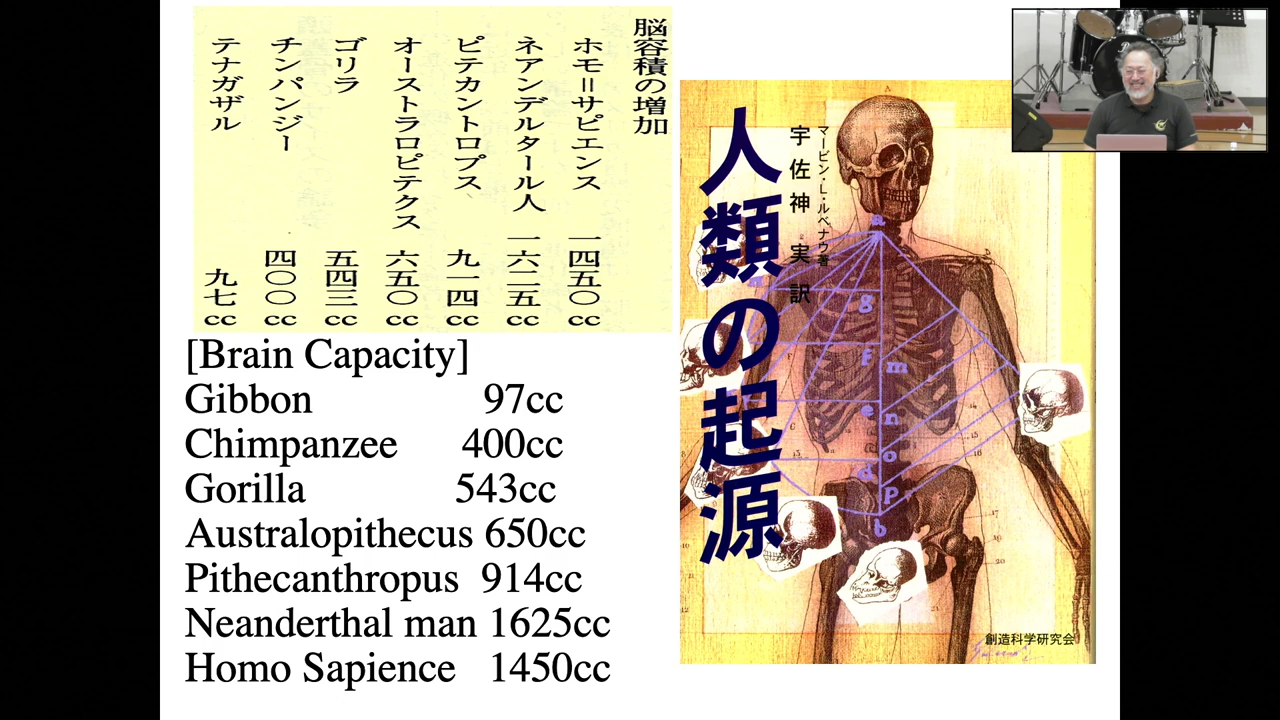 脳容積の増加
ホモ=サピエンス 一四五〇cc
ネアンデルタール人 一六二五cc
ピテカントロプス 九一四cc
オーストラロピテクス 六五〇cc
ゴリラ 五四三cc
チンパンジー 四〇〇cc
テナガザル 九七cc
[Brain Capacity]
Gibbon 97cc
Chimpanzee 400cc
Gorilla 543cc
Australopithecus 650cc
Pithecanthropus 914cc
Neanderthal man 1625cc
Homo Sapience 1450cc
マービン・L・ルベナウ著
宇佐神 実 訳
人類の起源
a
g
f
m
e
n
o
d
p
b
創造科学研究会